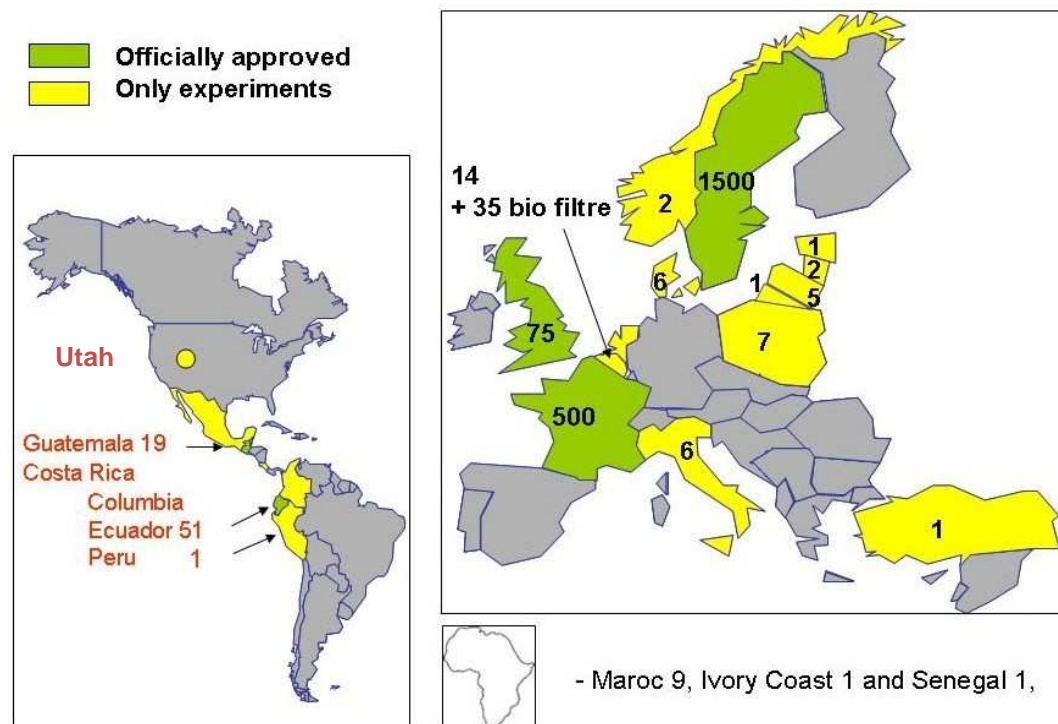 Officially approved
Only experiments
Utah
Guatemala 19
Costa Rica
Columbia
Ecuador 51
Peru 1
14
+ 35 bio filtre
2
1500
1
2
1
5
6
75
7
500
6
1
- Maroc 9, Ivory Coast 1 and Senegal 1,